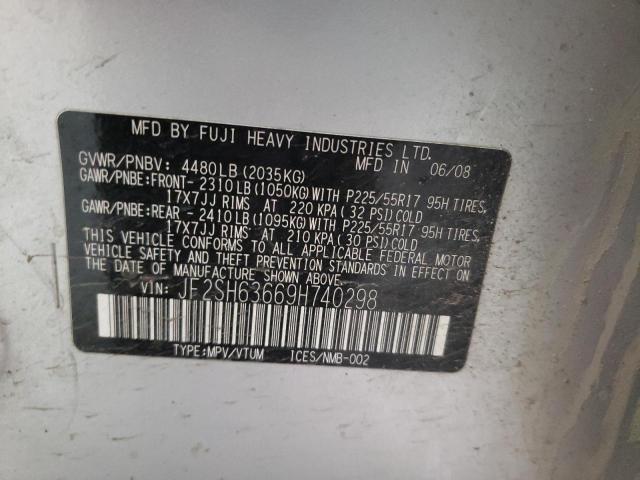 MFD BY FUJI HEAVY INDUSTRIES LTD.
MFD IN 06/08
GVWR/PNBV: 4480LB(2035KG)
GAWR/PNBE:FRONT- 2310LB(1050KG)WITH P225/55R17 95H TIRES,
17X7JJ RIMS AT 220 KPA(32 PSI)COLD
GAWR/PNBE:REAR - 2410LB(1095KG)WITH P225/55R17 95H TIRES,
17X7JJ RIMS AT 210 KPA(30 PSI)COLD
THIS VEHICLE CONFORMS TO ALL APPLICABLE FEDERAL MOTOR
VEHICLE SAFETY AND THEFT PREVENTION STANDARDS IN EFFECT ON
THE DATE OF MANUFACTURE SHOWN ABOVE.
VIN: JF2SH63669H740298
TYPE:MPV/VTUM ICES/NMB-002